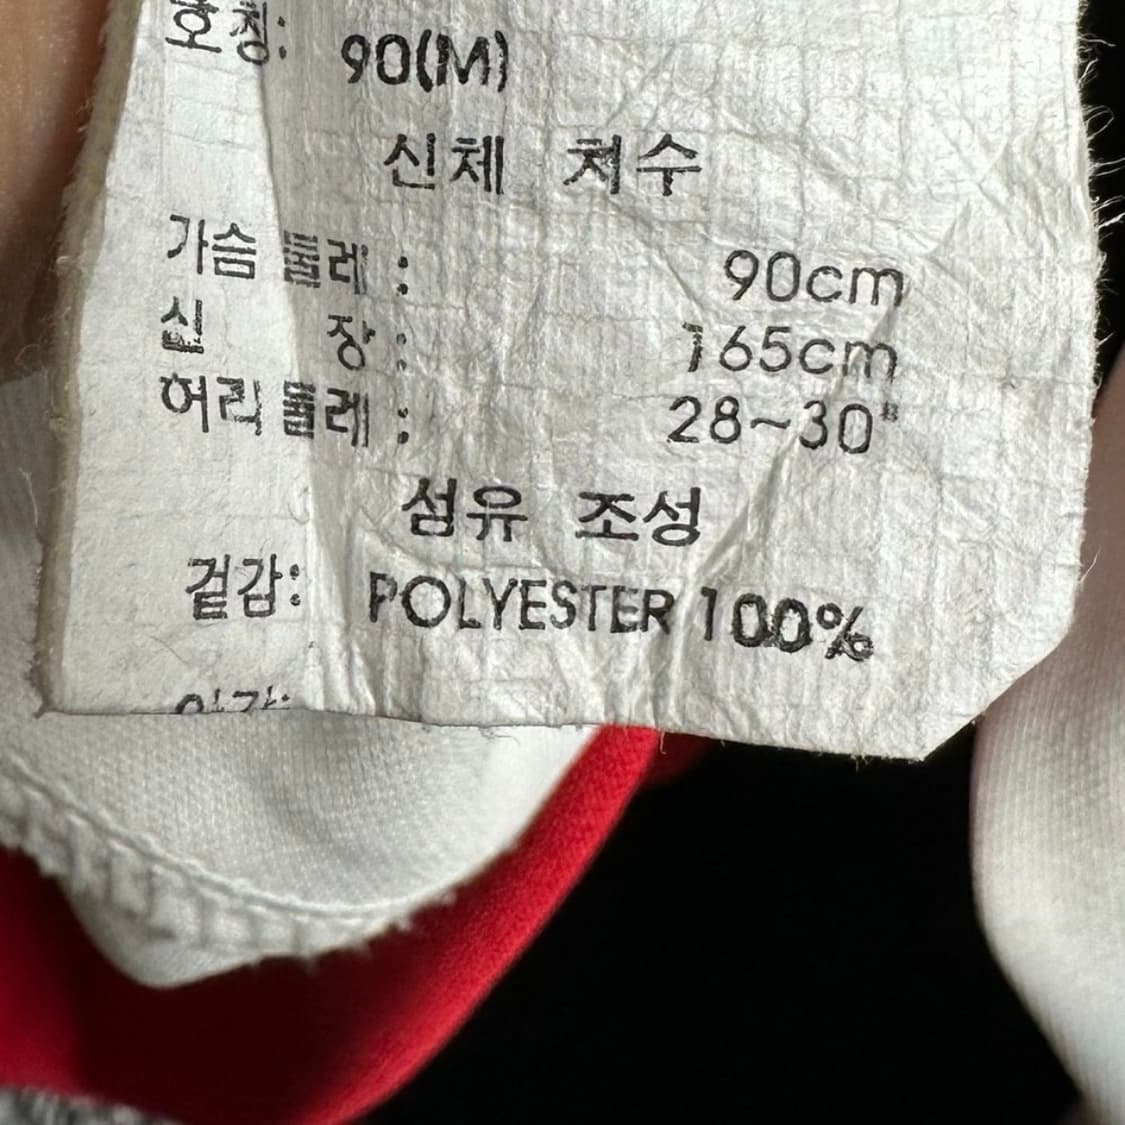 호칭: 90(M)
신체 처수
가슴 둘레 : 90cm
신 장 : 165cm
허리 둘레 : 28~30"
섬유 조성
겉감: POLYESTER 100%